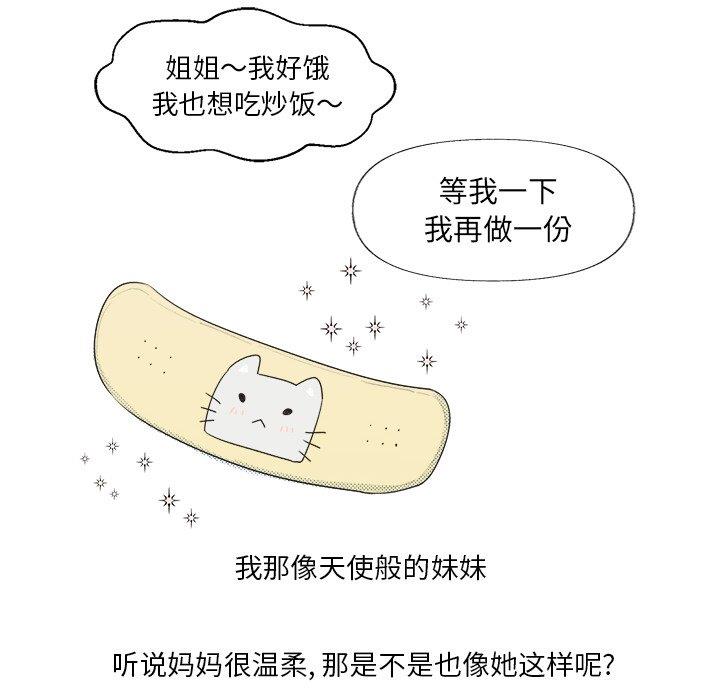 姐姐～我好饿
我也想吃炒饭～
等我一下
我再做一份
我那像天使般的妹妹
听说妈妈很温柔, 那是不是也像她这样呢?